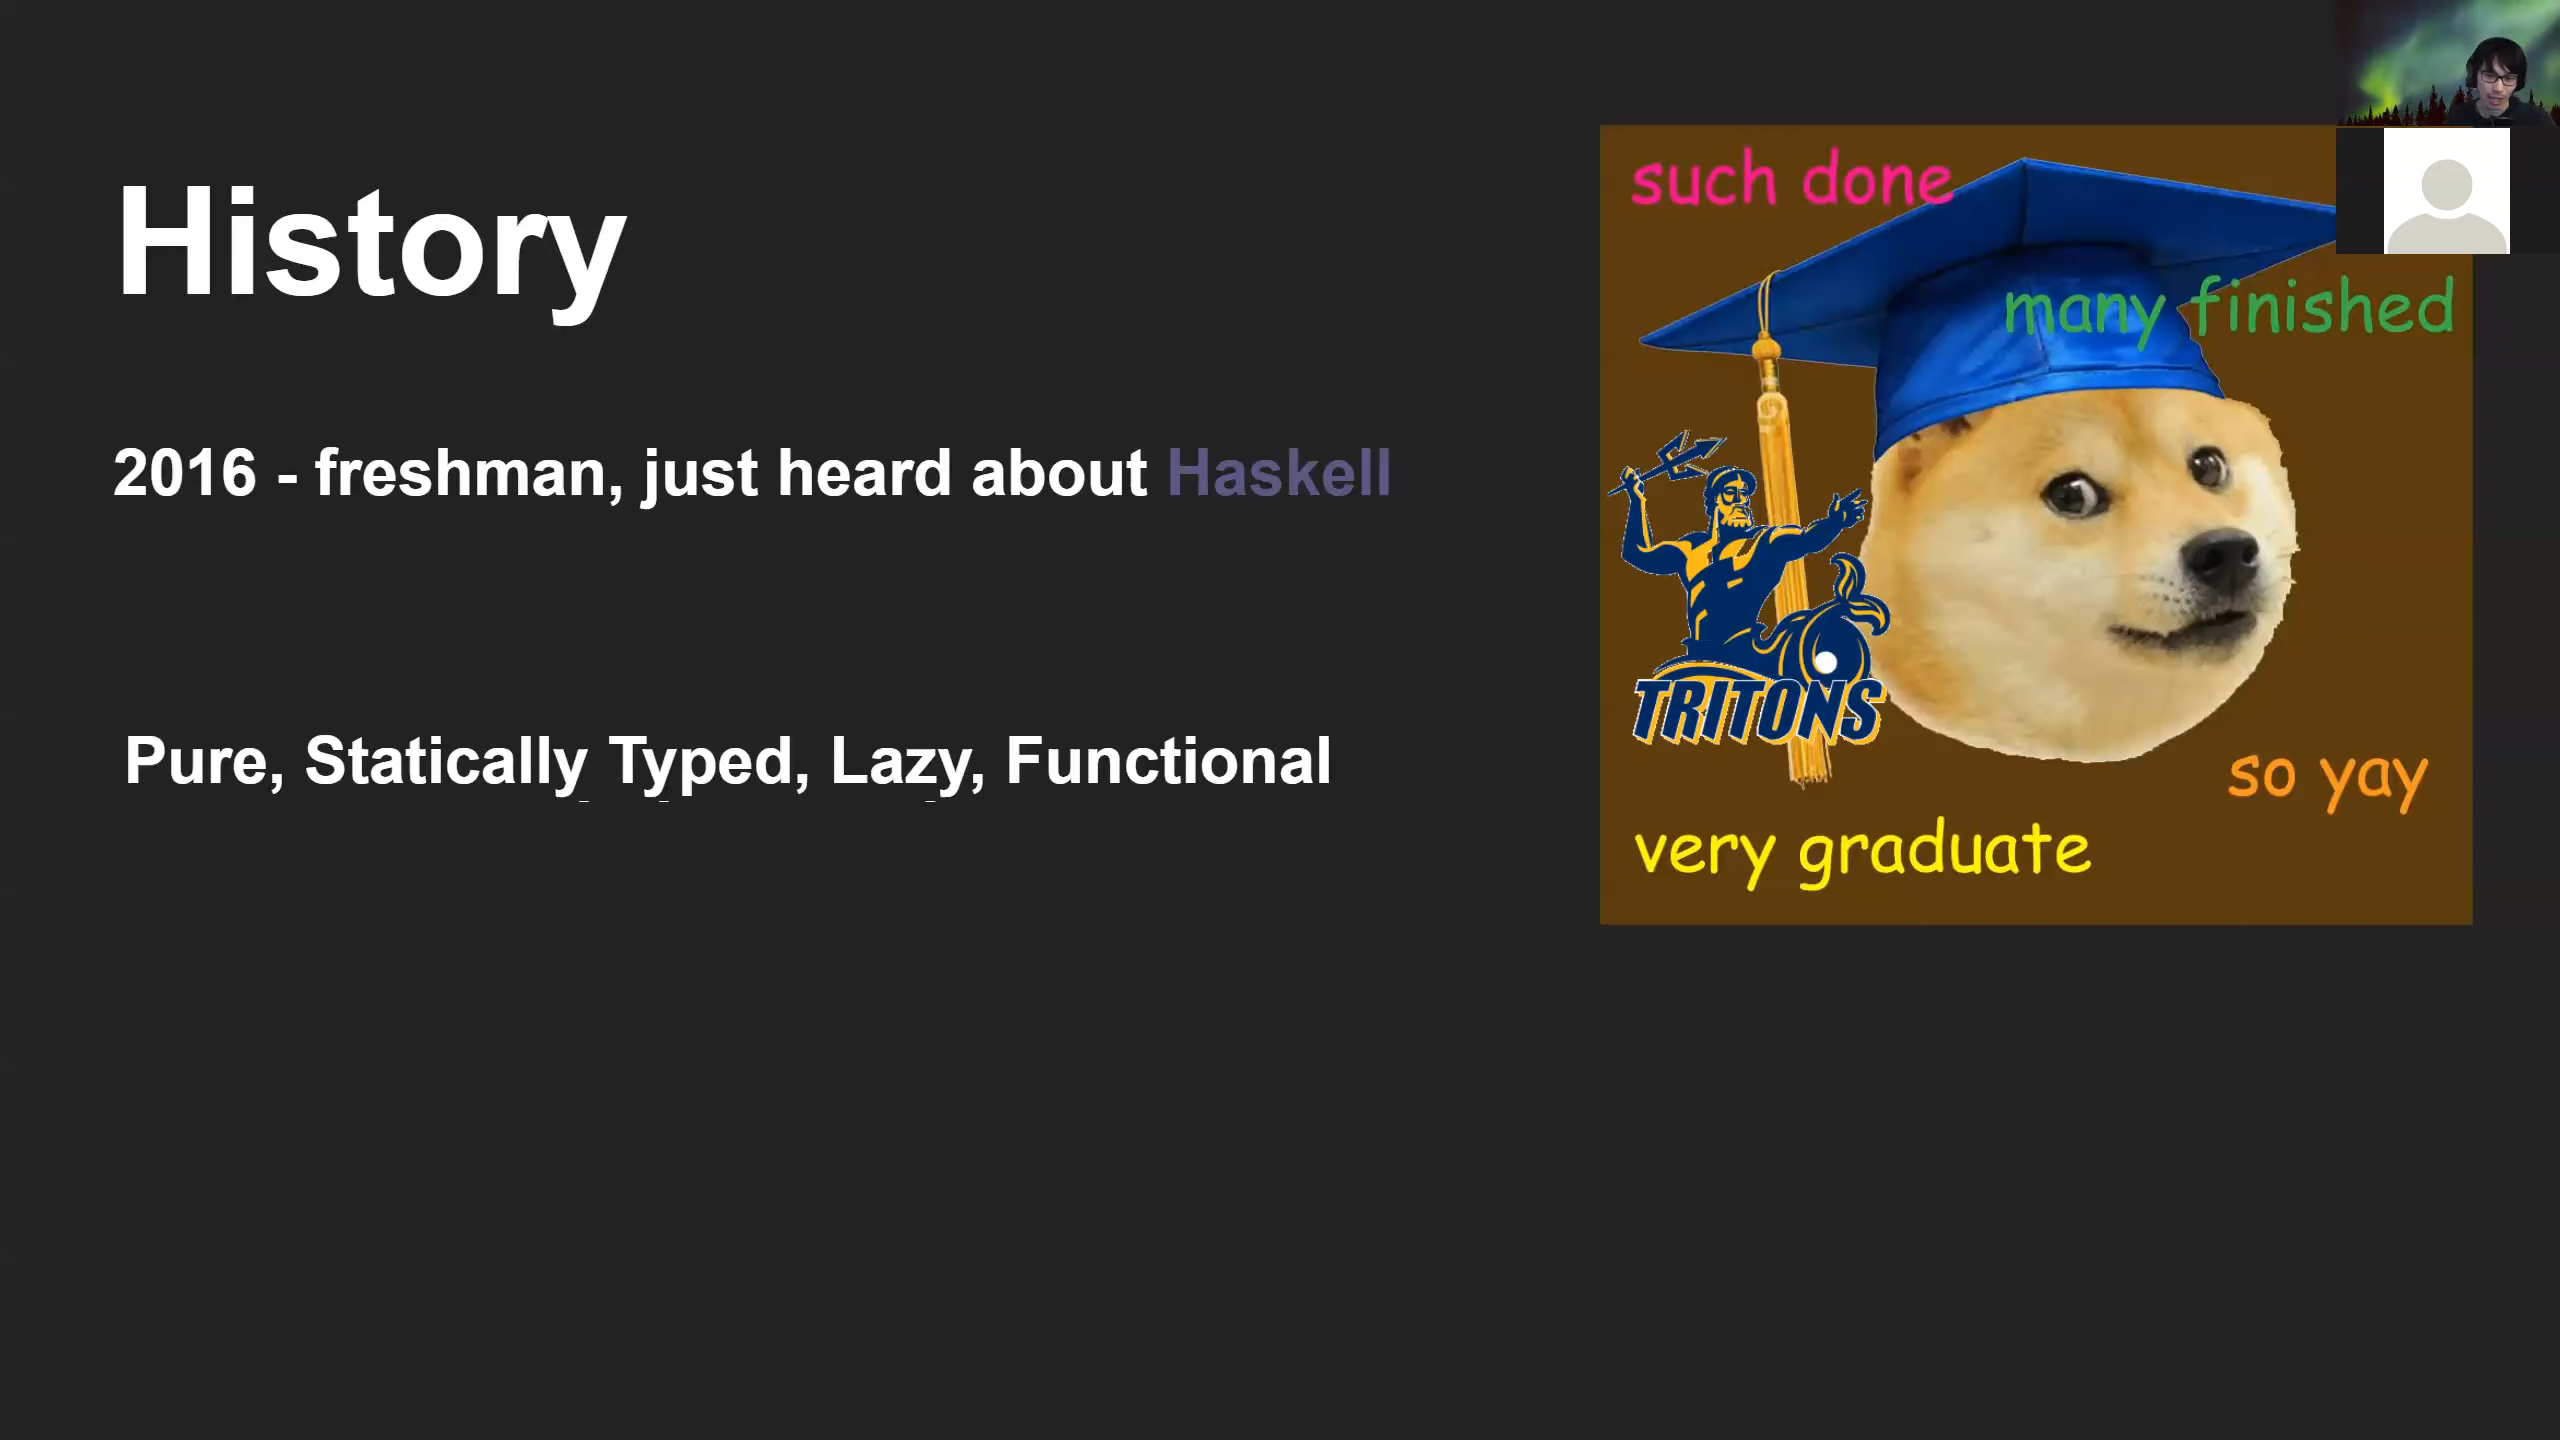 History
2016 - freshman, just heard about Haskell
Pure, Statically Typed, Lazy, Functional
such done
many finished
TRITONS
so yay
very graduate